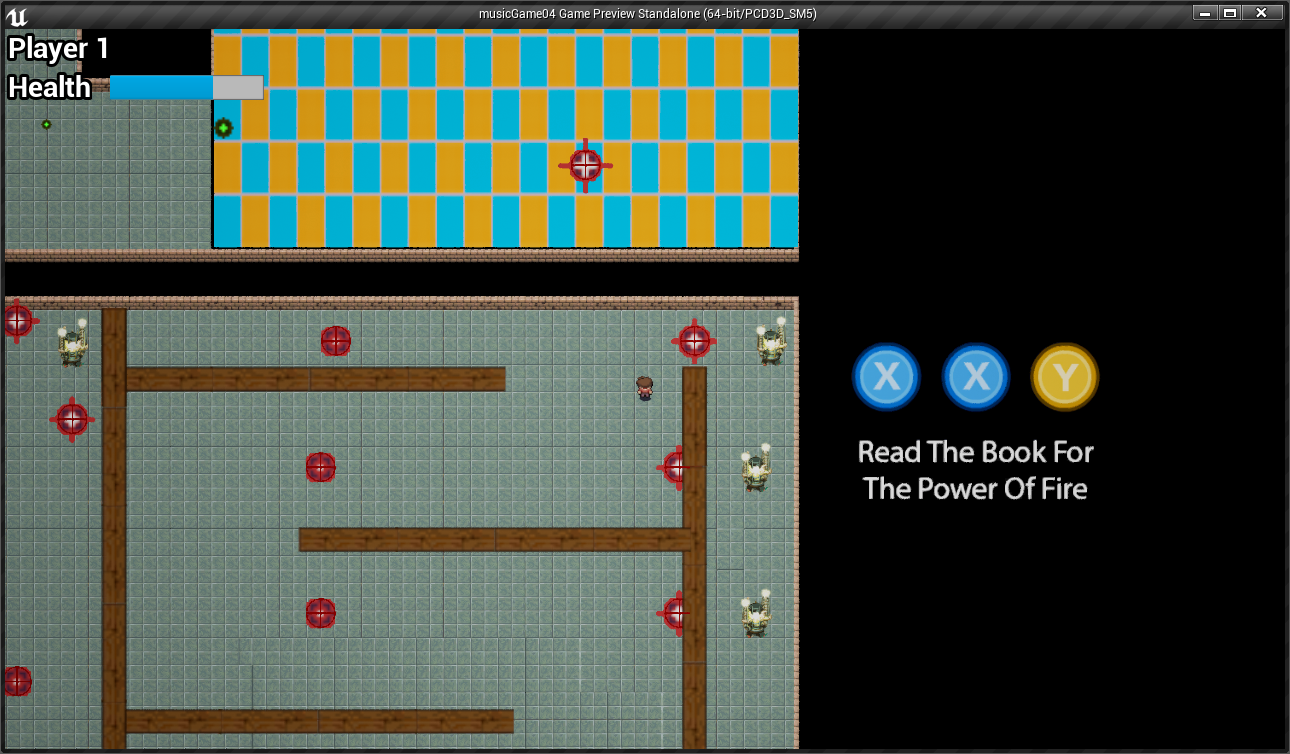 musicGame04 Game Preview Standalone (64-bit/PCD3D_SM5)
Player 1
Health
X X Y
Read The Book For
The Power Of Fire